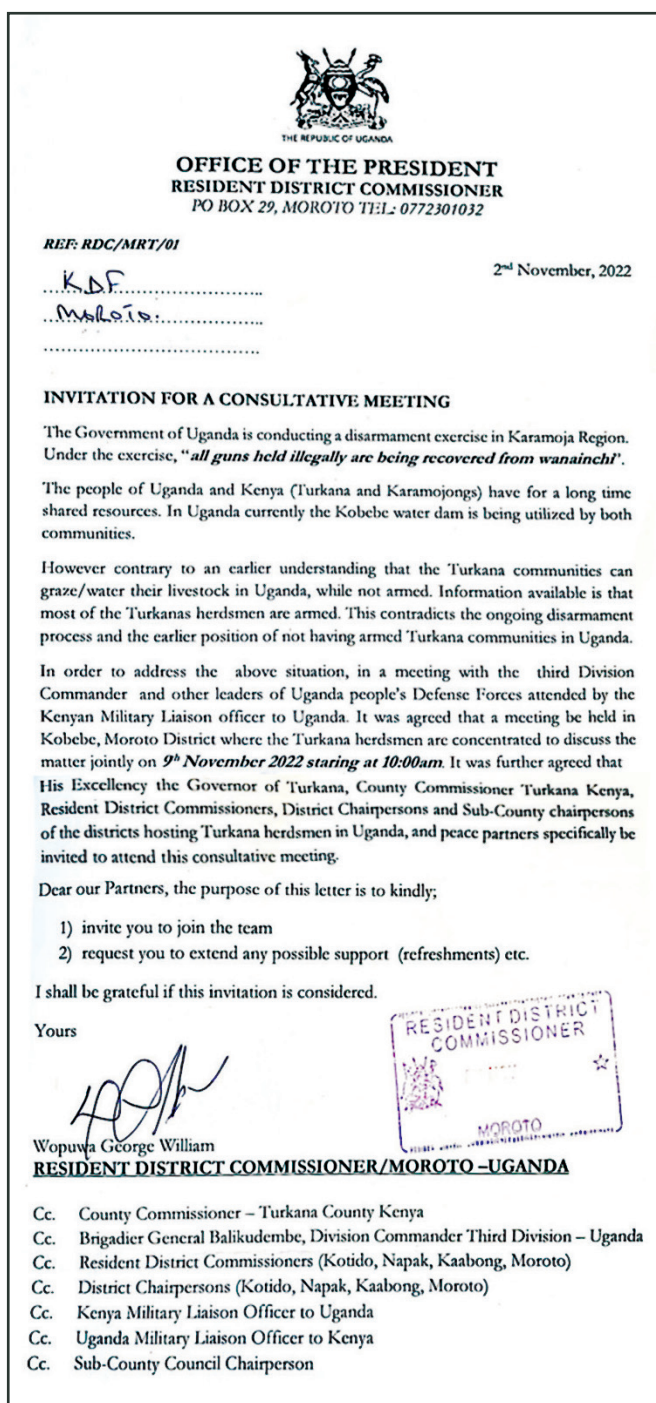 THE REPUBLIC OF UGANDA
OFFICE OF THE PRESIDENT
RESIDENT DISTRICT COMMISSIONER
PO BOX 29, MOROTO TEL: 0772301032
REF: RDC/MRT/01
2nd November, 2022
KDF
MOROTO.
INVITATION FOR A CONSULTATIVE MEETING
The Government of Uganda is conducting a disarmament exercise in Karamoja Region.
Under the exercise, “all guns held illegally are being recovered from wanainchi”.
The people of Uganda and Kenya (Turkana and Karamojongs) have for a long time
shared resources. In Uganda currently the Kobebe water dam is being utilized by both
communities.
However contrary to an earlier understanding that the Turkana communities can
graze/water their livestock in Uganda, while not armed. Information available is that
most of the Turkanas herdsmen are armed. This contradicts the ongoing disarmament
process and the earlier position of not having armed Turkana communities in Uganda.
In order to address the above situation, in a meeting with the third Division
Commander and other leaders of Uganda people's Defense Forces attended by the
Kenyan Military Liaison officer to Uganda. It was agreed that a meeting be held in
Kobebe, Moroto District where the Turkana herdsmen are concentrated to discuss the
matter jointly on 9th November 2022 staring at 10:00am. It was further agreed that
His Excellency the Governor of Turkana, County Commissioner Turkana Kenya,
Resident District Commissioners, District Chairpersons and Sub-County chairpersons
of the districts hosting Turkana herdsmen in Uganda, and peace partners specifically be
invited to attend this consultative meeting.
Dear our Partners, the purpose of this letter is to kindly;
1) invite you to join the team
2) request you to extend any possible support (refreshments) etc.
I shall be grateful if this invitation is considered.
Yours
RESIDENT DISTRICT
COMMISSIONER
MOROTO
Wopuwa George William
RESIDENT DISTRICT COMMISSIONER/MOROTO –UGANDA
Cc. County Commissioner – Turkana County Kenya
Cc. Brigadier General Balikudembe, Division Commander Third Division – Uganda
Cc. Resident District Commissioners (Kotido, Napak, Kaabong, Moroto)
Cc. District Chairpersons (Kotido, Napak, Kaabong, Moroto)
Cc. Kenya Military Liaison Officer to Uganda
Cc. Uganda Military Liaison Officer to Kenya
Cc. Sub-County Council Chairperson